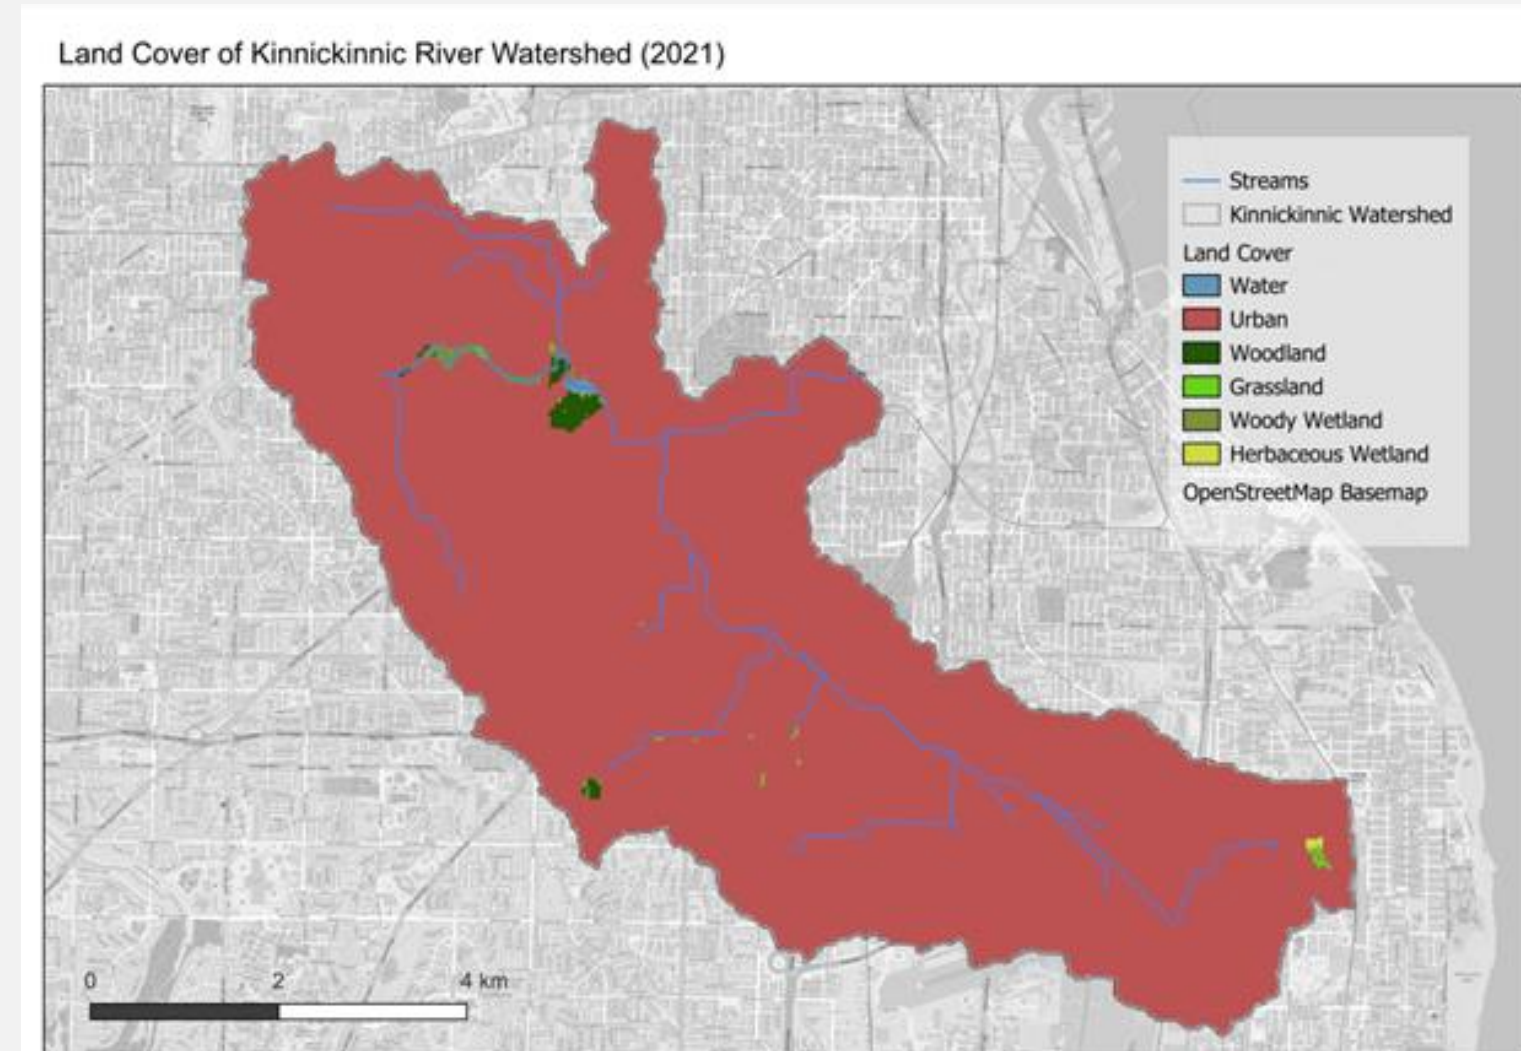 Land Cover of Kinnickinnic River Watershed (2021)
Streams
Kinnickinnic Watershed
Land Cover
Water
Urban
Woodland
Grassland
Woody Wetland
Herbaceous Wetland
OpenStreetMap Basemap
0 2 4 km